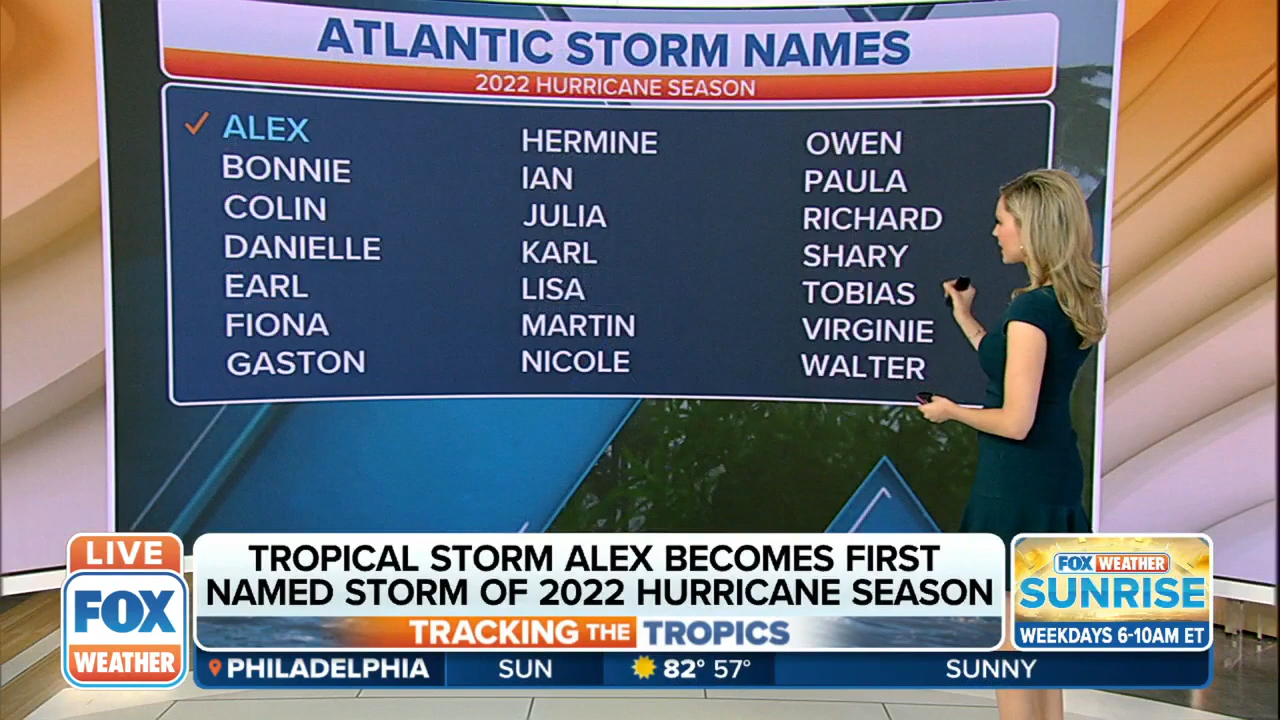 ATLANTIC STORM NAMES
2022 HURRICANE SEASON
ALEX
BONNIE
COLIN
DANIELLE
EARL
FIONA
GASTON
HERMINE
IAN
JULIA
KARL
LISA
MARTIN
NICOLE
OWEN
PAULA
RICHARD
SHARY
TOBIAS
VIRGINIE
WALTER
LIVE
FOX
WEATHER
TROPICAL STORM ALEX BECOMES FIRST
NAMED STORM OF 2022 HURRICANE SEASON
TRACKING THE TROPICS
FOX WEATHER
SUNRISE
WEEKDAYS 6-10AM ET
PHILADELPHIA SUN 82° 57° SUNNY